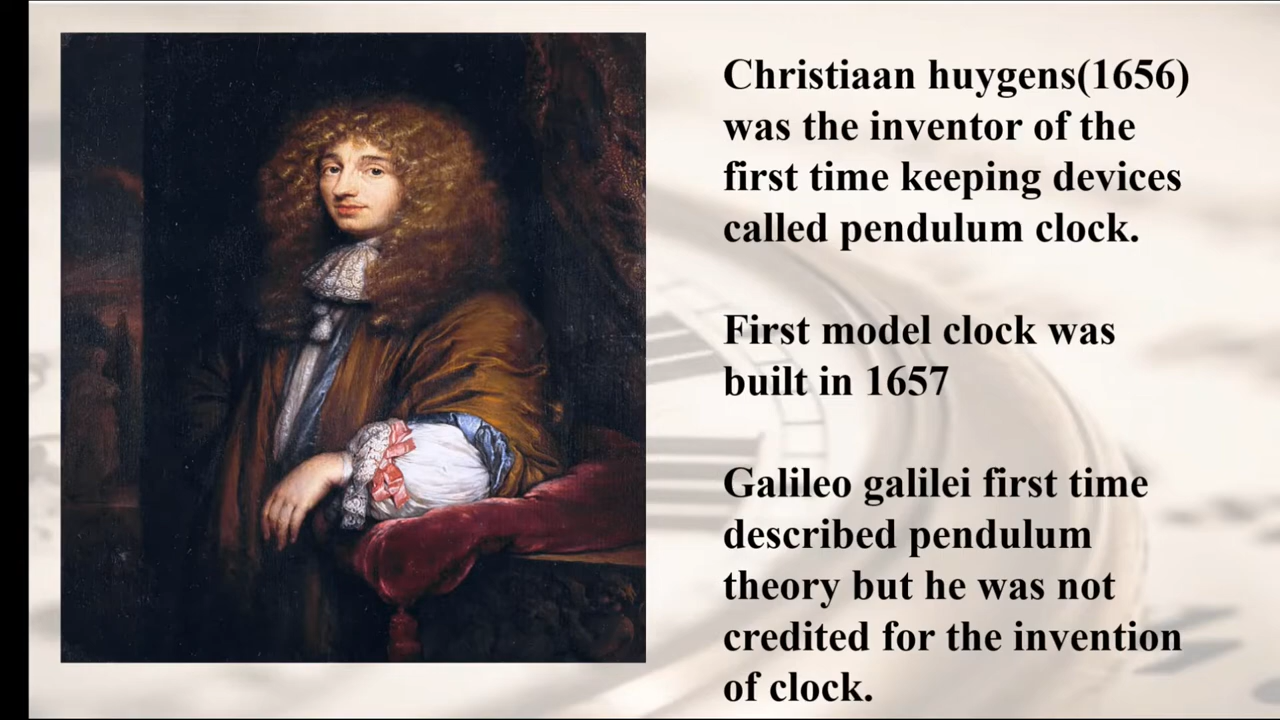 Christiaan huygens(1656)
was the inventor of the
first time keeping devices
called pendulum clock.
First model clock was
built in 1657
Galileo galilei first time
described pendulum
theory but he was not
credited for the invention
of clock.